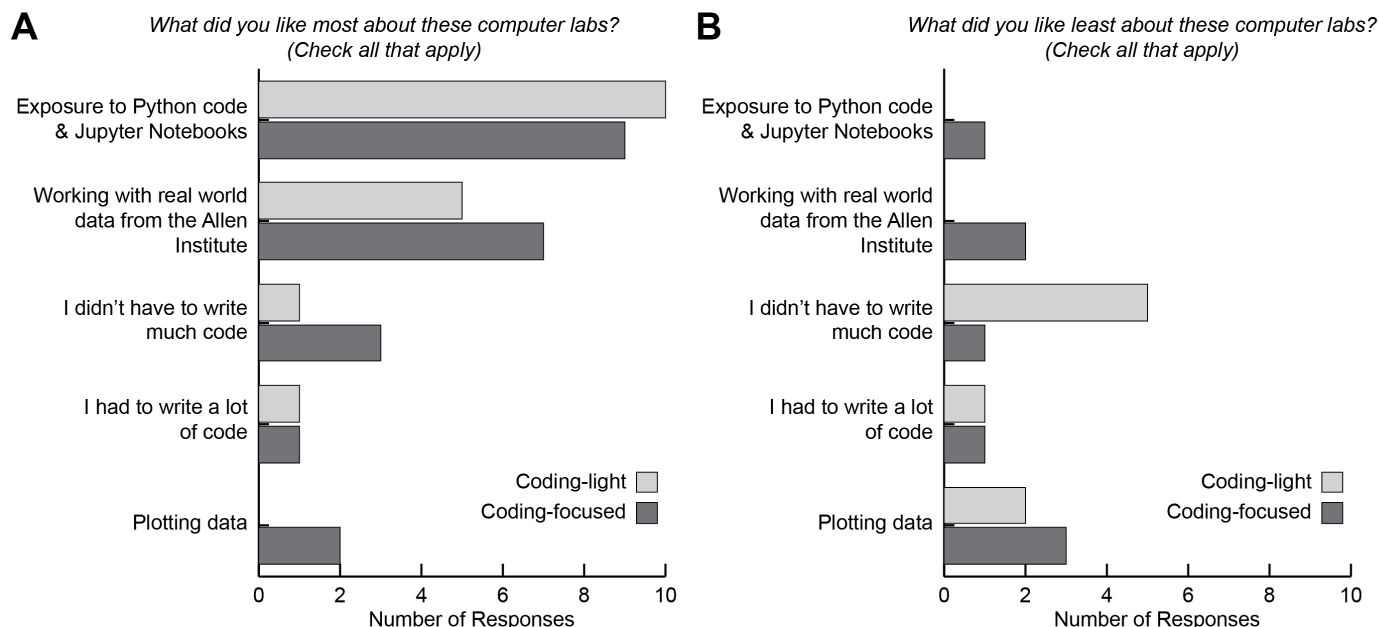 A
What did you like most about these computer labs?
(Check all that apply)
Exposure to Python code
& Jupyter Notebooks
Working with real world
data from the Allen
Institute
I didn’t have to write
much code
I had to write a lot
of code
Plotting data
Coding-light
Coding-focused
0 2 4 6 8 10
Number of Responses
B
What did you like least about these computer labs?
(Check all that apply)
Exposure to Python code
& Jupyter Notebooks
Working with real world
data from the Allen
Institute
I didn’t have to write
much code
I had to write a lot
of code
Plotting data
Coding-light
Coding-focused
0 2 4 6 8 10
Number of Responses